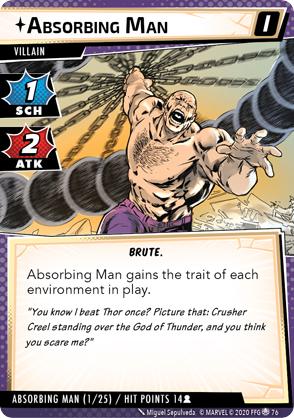 Absorbing Man
I
VILLAIN
1
SCH
2
ATK
BRUTE.
Absorbing Man gains the trait of each
environment in play.
"You know I beat Thor once? Picture that: Crusher
Creel standing over the God of Thunder, and you think
you scare me?"
ABSORBING MAN (1/25) / HIT POINTS 14
Miguel Sepulveda. © MARVEL © 2020 FFG 76